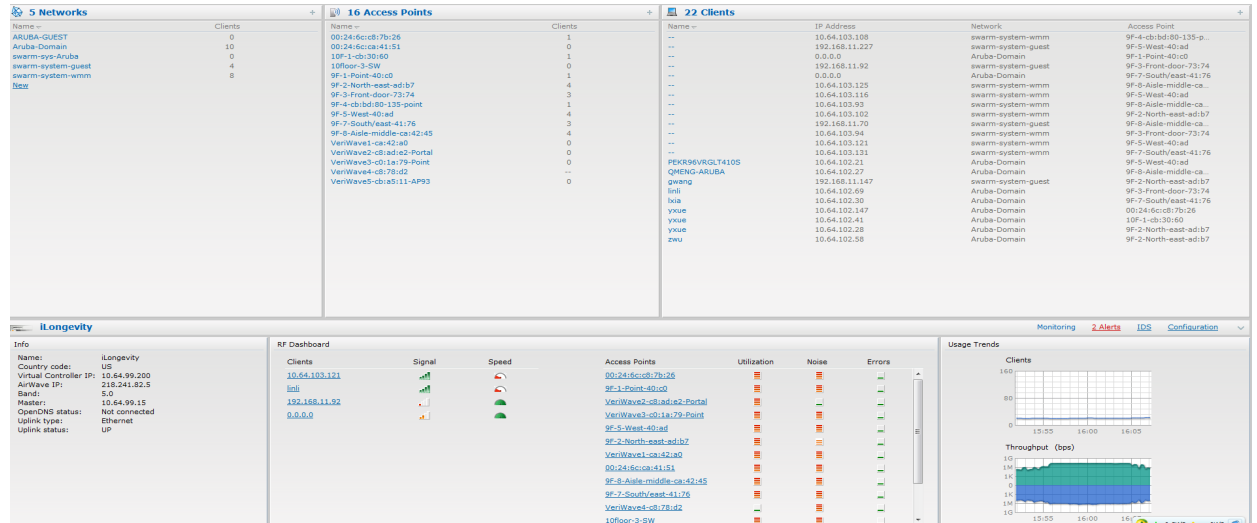 5 Networks + 16 Access Points + 22 Clients +
Name Clients Name Clients Name IP Address Network Access Point
ARUBA-GUEST 0 00:24:6c:c8:7b:26 1 -- 10.64.103.108 swarm-system-wmm 9F-4-cb:bd:80-135-p...
Aruba-Domain 10 00:24:6c:ca:41:51 0 -- 192.168.11.227 swarm-system-guest 9F-5-West-40:ad
swarm-sys-Aruba 0 10F-1-cb:30:60 1 -- 0.0.0.0 Aruba-Domain 9F-1-Point-40:c0
swarm-system-guest 4 10floor-3-SW 0 -- 192.168.11.92 swarm-system-guest 9F-3-Front-door-73:74
swarm-system-wmm 8 9F-1-Point-40:c0 1 -- 0.0.0.0 Aruba-Domain 9F-7-South/east-41:76
New 9F-2-North-east-ad:b7 4 -- 10.64.103.125 swarm-system-wmm 9F-8-Aisle-middle-ca...
9F-3-Front-door-73:74 3 -- 10.64.103.116 swarm-system-wmm 9F-5-West-40:ad
9F-4-cb:bd:80-135-point 1 -- 10.64.103.93 swarm-system-wmm 9F-8-Aisle-middle-ca...
9F-5-West-40:ad 4 -- 10.64.103.102 swarm-system-wmm 9F-2-North-east-ad:b7
9F-7-South/east-41:76 3 -- 192.168.11.70 swarm-system-guest 9F-8-Aisle-middle-ca...
9F-8-Aisle-middle-ca:42:45 4 -- 10.64.103.94 swarm-system-wmm 9F-3-Front-door-73:74
VeriWave1-ca:42:a0 0 -- 10.64.103.121 swarm-system-wmm 9F-5-West-40:ad
VeriWave2-c8:ad:e2-Portal 0 -- 10.64.103.131 swarm-system-wmm 9F-7-South/east-41:76
VeriWave3-c0:1a:79-Point 0 PEKR96VRGLT410S 10.64.102.21 Aruba-Domain 9F-5-West-40:ad
VeriWave4-c8:78:d2 -- QMENG-ARUBA 10.64.102.27 Aruba-Domain 9F-8-Aisle-middle-ca...
VeriWave5-cb:a5:11-AP93 0 gwang 192.168.11.147 swarm-system-guest 9F-2-North-east-ad:b7
linli 10.64.102.69 Aruba-Domain 9F-3-Front-door-73:74
lxia 10.64.102.30 Aruba-Domain 9F-7-South/east-41:76
yxue 10.64.102.147 Aruba-Domain 00:24:6c:c8:7b:26
yxue 10.64.102.41 Aruba-Domain 10F-1-cb:30:60
yxue 10.64.102.28 Aruba-Domain 9F-2-North-east-ad:b7
zwu 10.64.102.58 Aruba-Domain 9F-2-North-east-ad:b7
iLongevity Monitoring 2 Alerts IDS Configuration
Info
Name: iLongevity
Country code: US
Virtual Controller IP: 10.64.99.200
AirWave IP: 218.241.82.5
Band: 5.0
Master: 10.64.99.15
OpenDNS status: Not connected
Uplink type: Ethernet
Uplink status: UP
RF Dashboard
Clients Signal Speed
10.64.103.121
linli
192.168.11.92
0.0.0.0
Access Points Utilization Noise Errors
00:24:6c:c8:7b:26
9F-1-Point-40:c0
VeriWave2-c8:ad:e2-Portal
VeriWave3-c0:1a:79-Point
9F-5-West-40:ad
9F-2-North-east-ad:b7
VeriWave1-ca:42:a0
00:24:6c:ca:41:51
9F-8-Aisle-middle-ca:42:45
9F-7-South/east-41:76
VeriWave4-c8:78:d2
10floor-3-SW
Usage Trends
Clients
160
80
0
15:55 16:00 16:05
Throughput (bps)
1G
1M
1K
0
1K
1M
1G
15:55 16:00